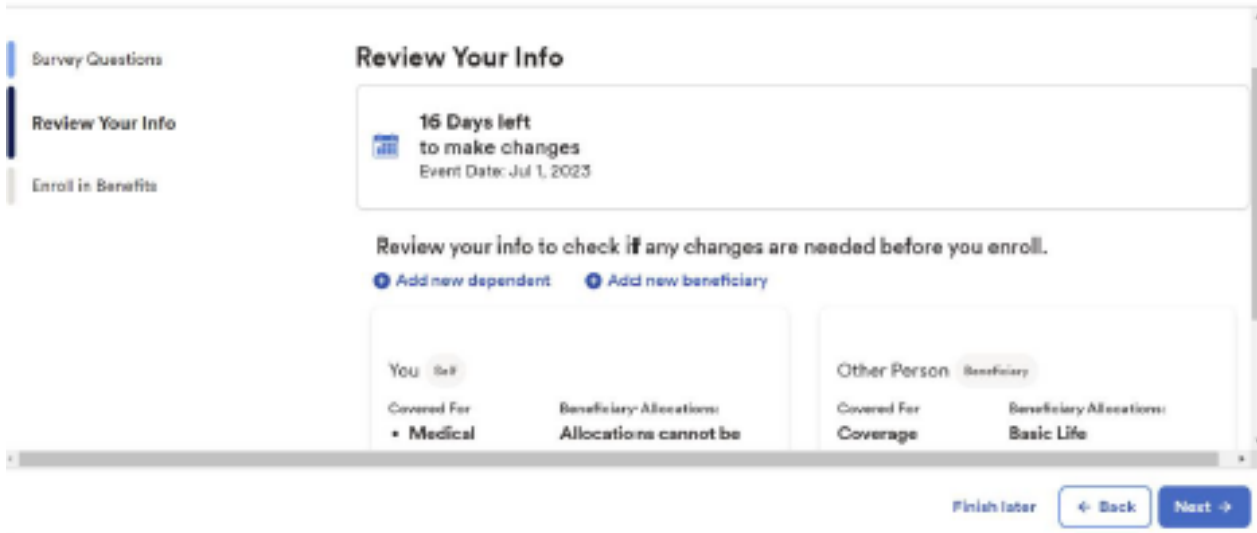 Survey Questions
Review Your Info
Enroll in Benefits
Review Your Info
16 Days left
to make changes
Event Date: Jul 1, 2023
Review your info to check if any changes are needed before you enroll.
Add new dependent
Add new beneficiary
You Self
Covered For
• Medical
Beneficiary Allocations:
Allocations cannot be
Other Person Beneficiary
Covered For
Coverage
Beneficiary Allocations:
Basic Life
Finish later
← Back
Next →